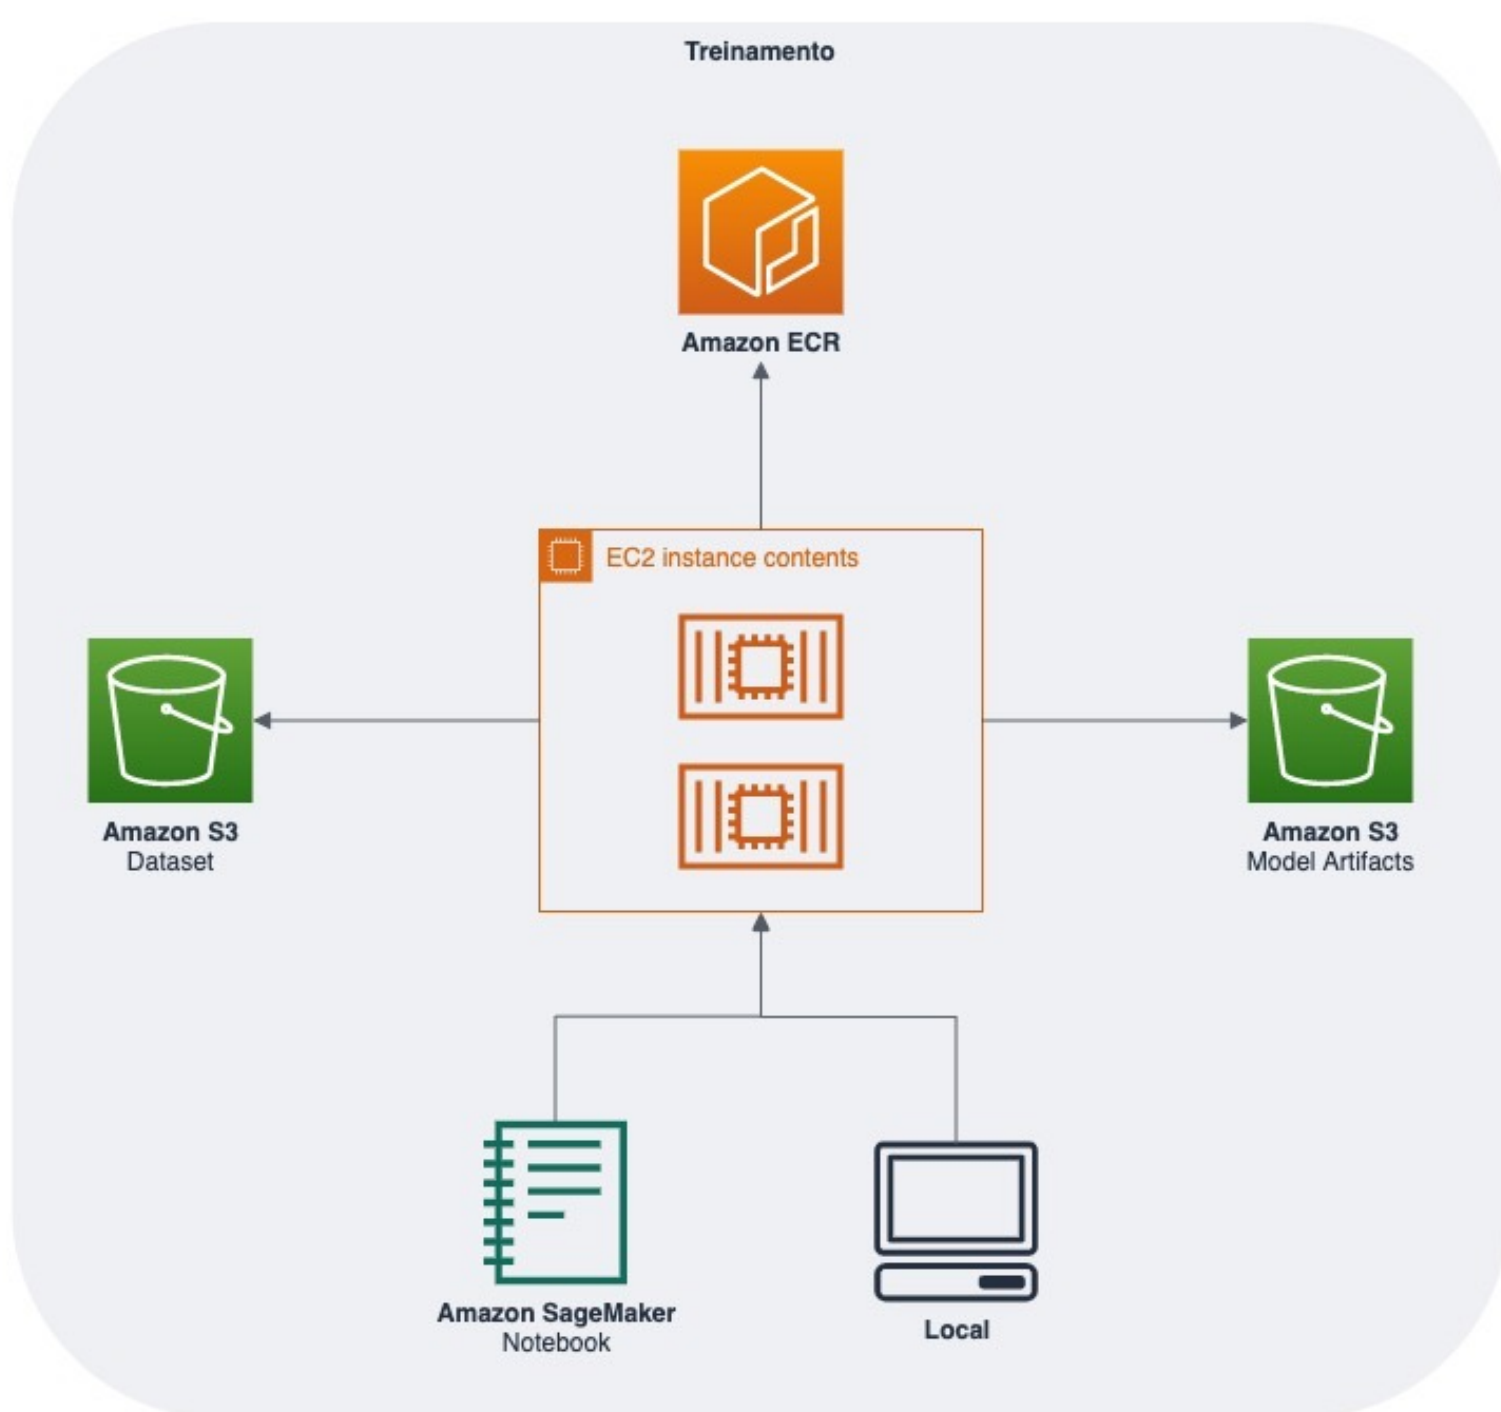 Treinamento
Amazon ECR
EC2 instance contents
Amazon S3
Dataset
Amazon S3
Model Artifacts
Amazon SageMaker
Notebook
Local